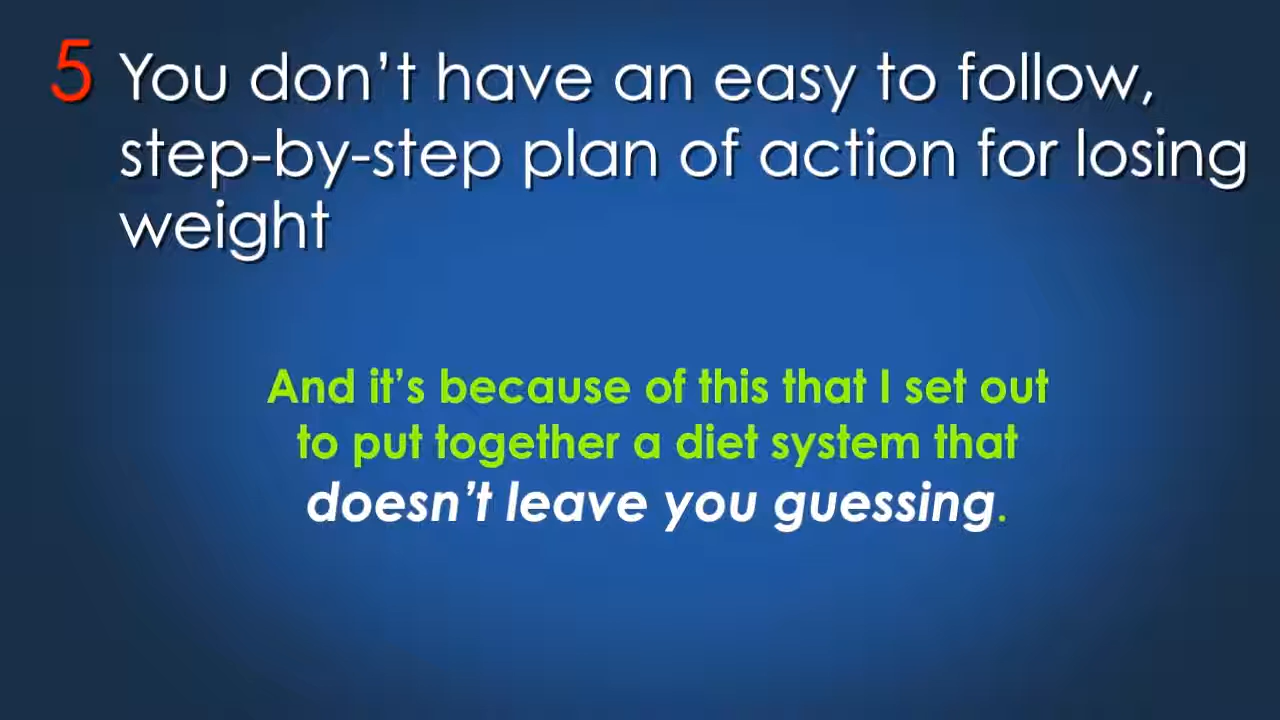 5 You don’t have an easy to follow,
step-by-step plan of action for losing
weight
And it’s because of this that I set out
to put together a diet system that
doesn’t leave you guessing.